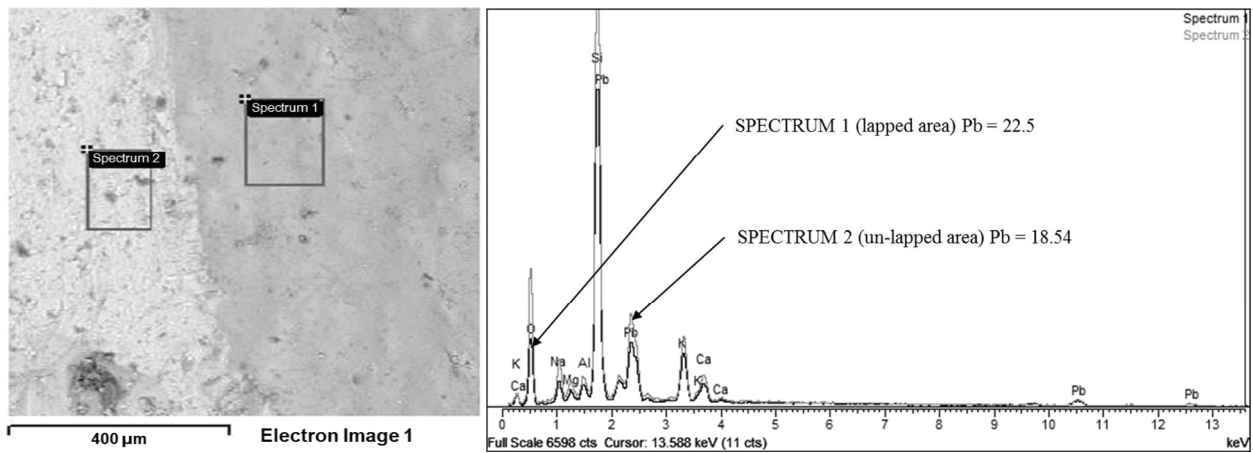 Spectrum 1
Spectrum 2
400 µm
Electron Image 1
Spectrum 1
Spectrum 2
Si
Pb
SPECTRUM 1 (lapped area) Pb = 22.5
SPECTRUM 2 (un-lapped area) Pb = 18.54
O
Pb
K
K
Na
Al
Ca
Ca
Mg
K
Ca
Pb
Pb
0 1 2 3 4 5 6 7 8 9 10 11 12 13
Full Scale 6598 cts Cursor: 13.588 keV (11 cts)
keV